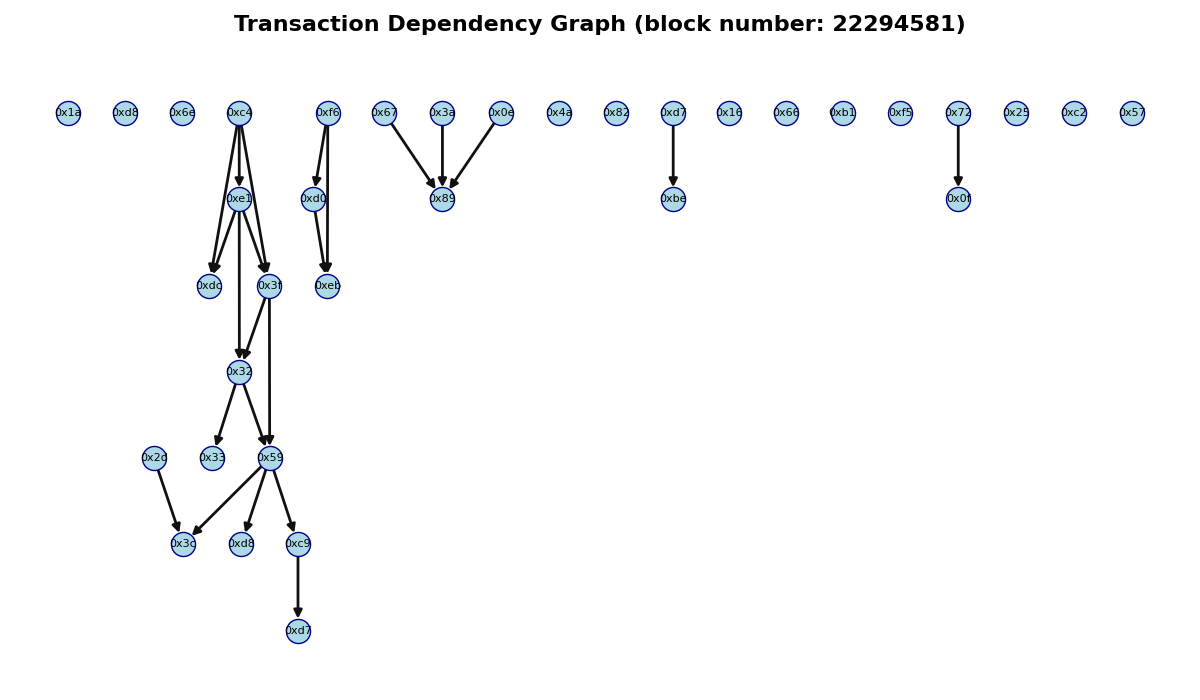 Transaction Dependency Graph (block number: 22294581)
0x1a 0xd8 0x6e 0xc4 0xf6 0x67 0x3a 0x0e 0x4a 0x82 0xd7 0x16 0x66 0xb1 0xf5 0x72 0x25 0xc2 0x57
0xe1 0xd0 0x89 0xbe 0x0f
0xdc 0x3f 0xeb
0x32
0x33 0x59
0xd8 0xc9
0xd7